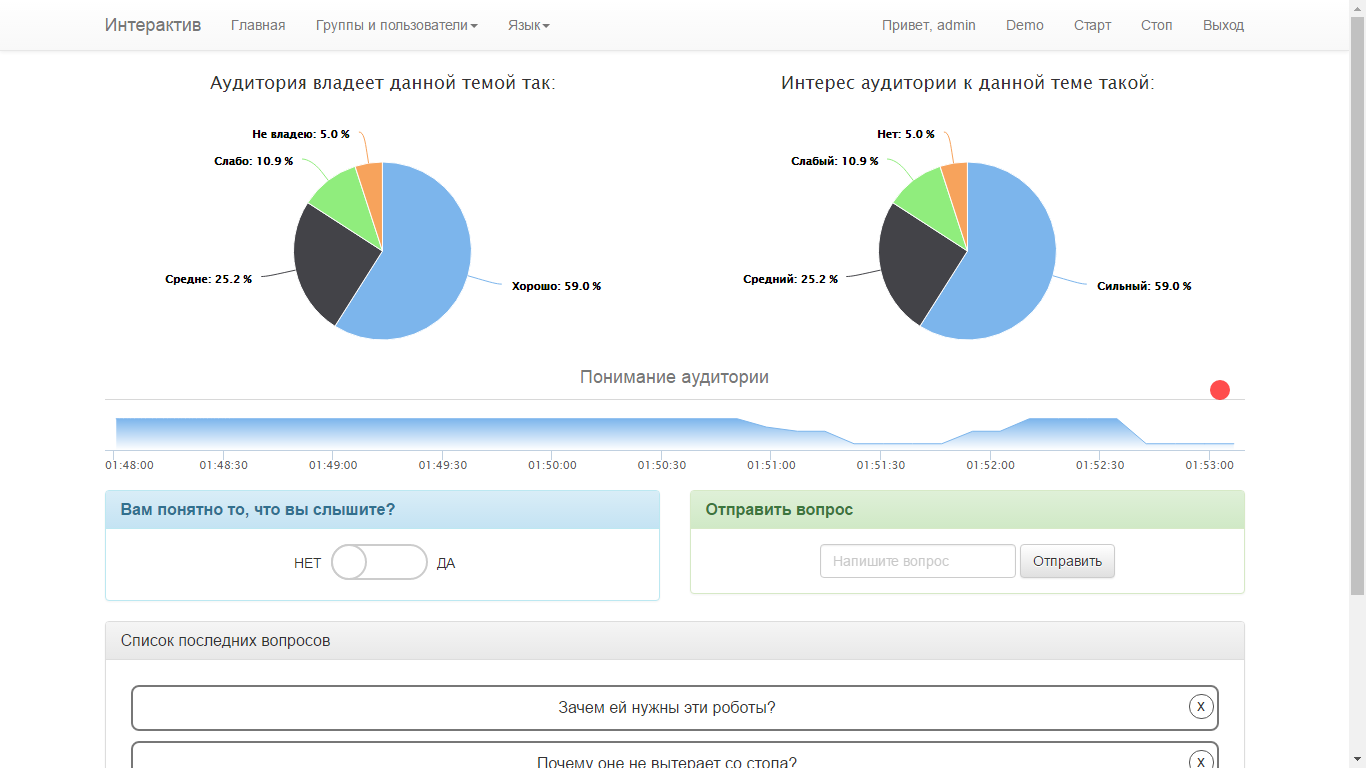 Интерактив Главная Группы и пользователи Язык Привет, admin Demo Старт Стоп Выход
Аудитория владеет данной темой так:
Не владею: 5.0 %
Слабо: 10.9 %
Средне: 25.2 %
Хорошо: 59.0 %
Интерес аудитории к данной теме такой:
Нет: 5.0 %
Слабый: 10.9 %
Средний: 25.2 %
Сильный: 59.0 %
Понимание аудитории
01:48:00 01:48:30 01:49:00 01:49:30 01:50:00 01:50:30 01:51:00 01:51:30 01:52:00 01:52:30 01:53:00
Вам понятно то, что вы слышите?
НЕТ ДА
Отправить вопрос
Напишите вопрос Отправить
Список последних вопросов
Зачем ей нужны эти роботы? X
Почему оне не вытерает со стола? X